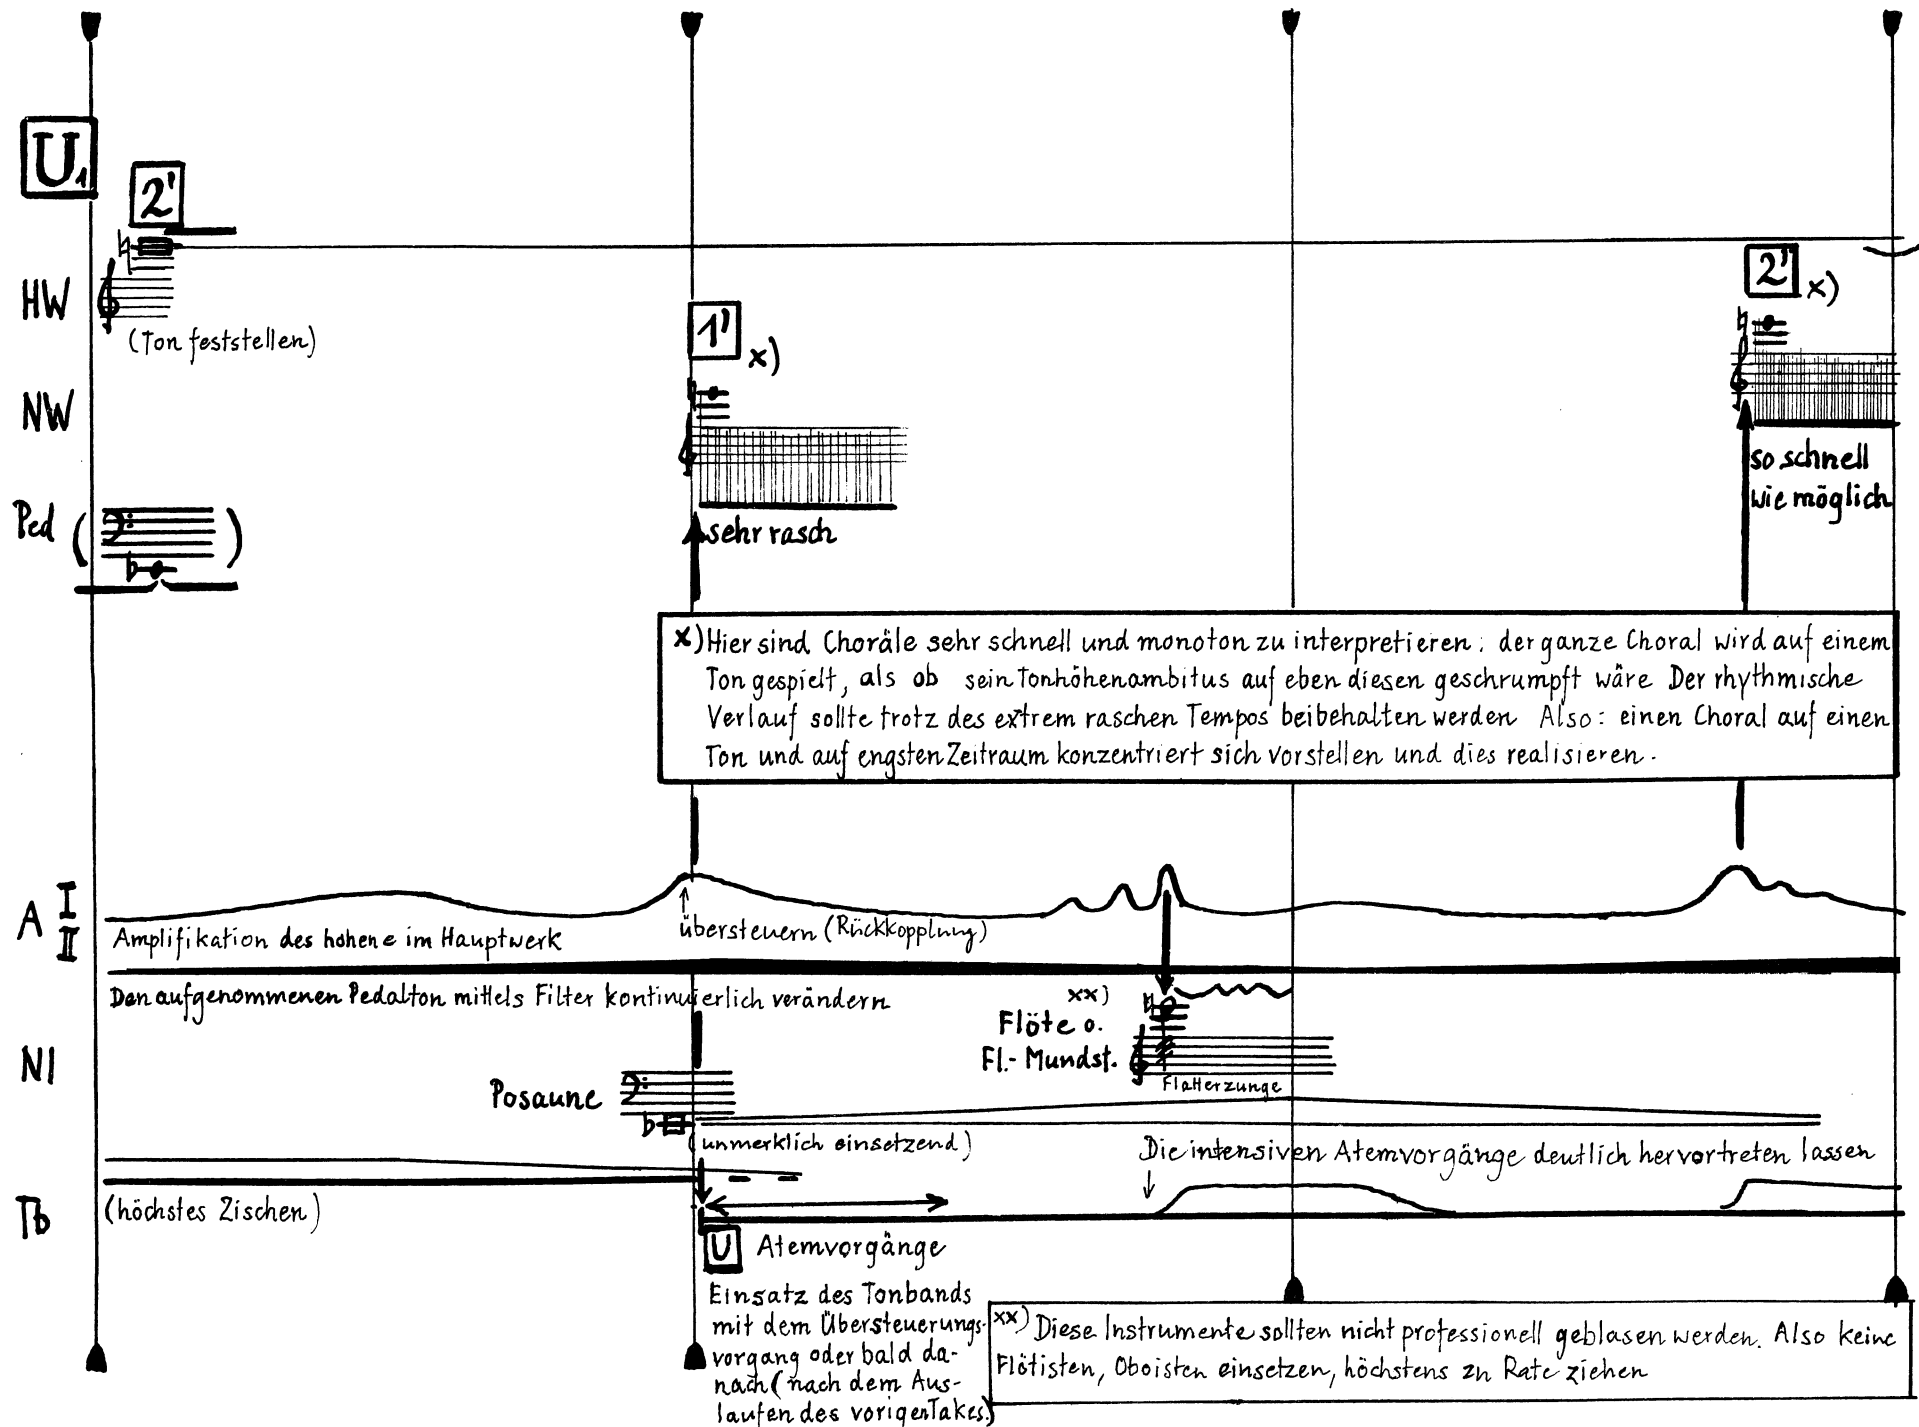 U1
2'
HW
(Ton feststellen)
1' x)
2' x)
NW
so schnell
wie möglich
Ped ( )
sehr rasch
x) Hier sind Choräle sehr schnell und monoton zu interpretieren: der ganze Choral wird auf einem
Ton gespielt, als ob sein Tonhöhenambitus auf eben diesen geschrumpft wäre Der rhythmische
Verlauf sollte trotz des extrem raschen Tempos beibehalten werden Also: einen Choral auf einen
Ton und auf engsten Zeitraum konzentriert sich vorstellen und dies realisieren.
A I
II
Amplifikation des hohen e im Hauptwerk
übersteuern (Rückkopplung)
Den aufgenommenen Pedalton mittels Filter kontinuierlich verändern
xx)
Flöte o.
Fl.- Mundst.
Flatterzunge
NI
Posaune
(unmerklich einsetzend)
Die intensiven Atemvorgänge deutlich hervortreten lassen
Tb
(höchstes Zischen)
U Atemvorgänge
Einsatz des Tonbands
mit dem Übersteuerungs-
vorgang oder bald da-
nach (nach dem Aus-
laufen des vorigen Takes.)
xx) Diese Instrumente sollten nicht professionell geblasen werden. Also keine
Flötisten, Oboisten einsetzen, höchstens zu Rate ziehen